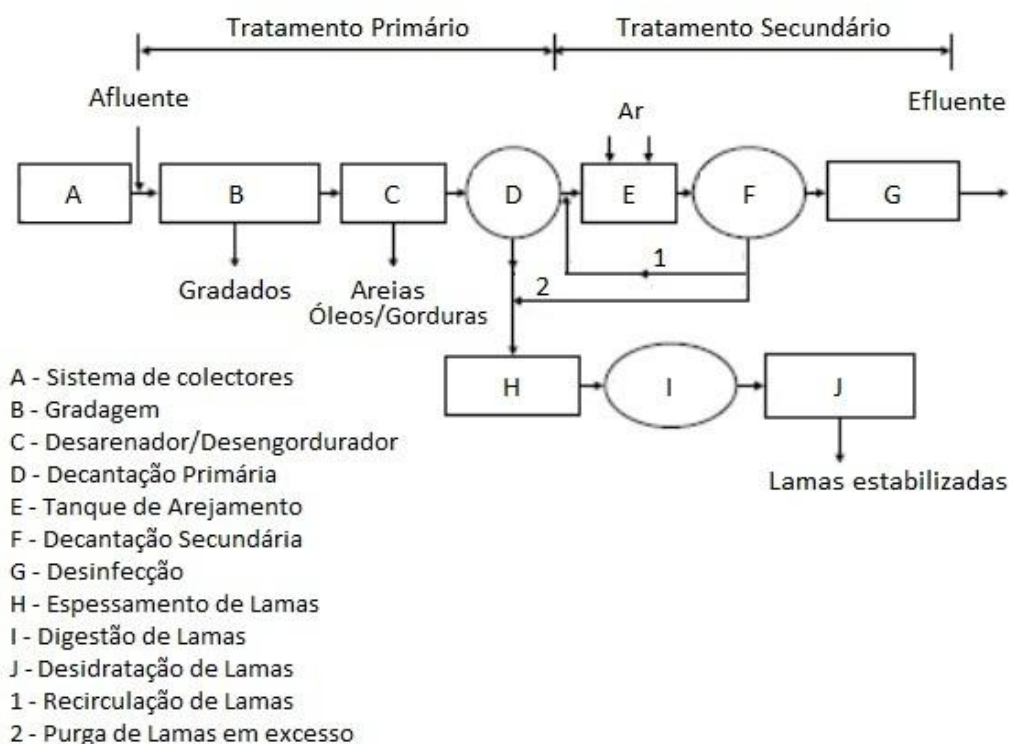 Tratamento Primário
Tratamento Secundário
Afluente
Efluente
Ar
A
B
C
D
E
F
G
1
2
Gradados
Areias
Óleos/Gorduras
H
I
J
Lamas estabilizadas
A - Sistema de colectores
B - Gradagem
C - Desarenador/Desengordurador
D - Decantação Primária
E - Tanque de Arejamento
F - Decantação Secundária
G - Desinfecção
H - Espessamento de Lamas
I - Digestão de Lamas
J - Desidratação de Lamas
1 - Recirculação de Lamas
2 - Purga de Lamas em excesso